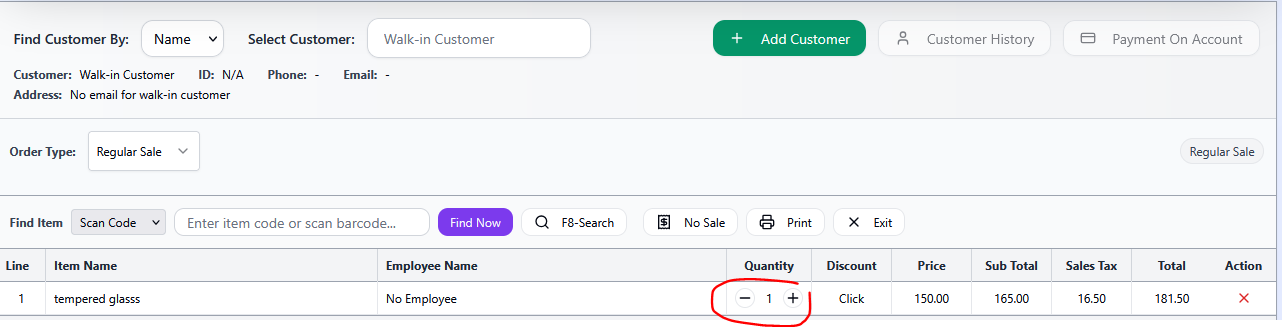 Find Customer By: Name Select Customer: Walk-in Customer + Add Customer Customer History Payment On Account
Customer: Walk-in Customer ID: N/A Phone: - Email: -
Address: No email for walk-in customer
Order Type: Regular Sale Regular Sale
Find Item Scan Code Enter item code or scan barcode... Find Now F8-Search No Sale Print Exit
Line Item Name Employee Name Quantity Discount Price Sub Total Sales Tax Total Action
1 tempered glasss No Employee − 1 + Click 150.00 165.00 16.50 181.50